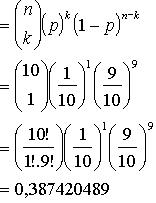 = (n k) (p)^k (1 − p)^{n−k}
= (10 1) (1/10)^1 (9/10)^9
= (10!/1!.9!) (1/10)^1 (9/10)^9
= 0,387420489